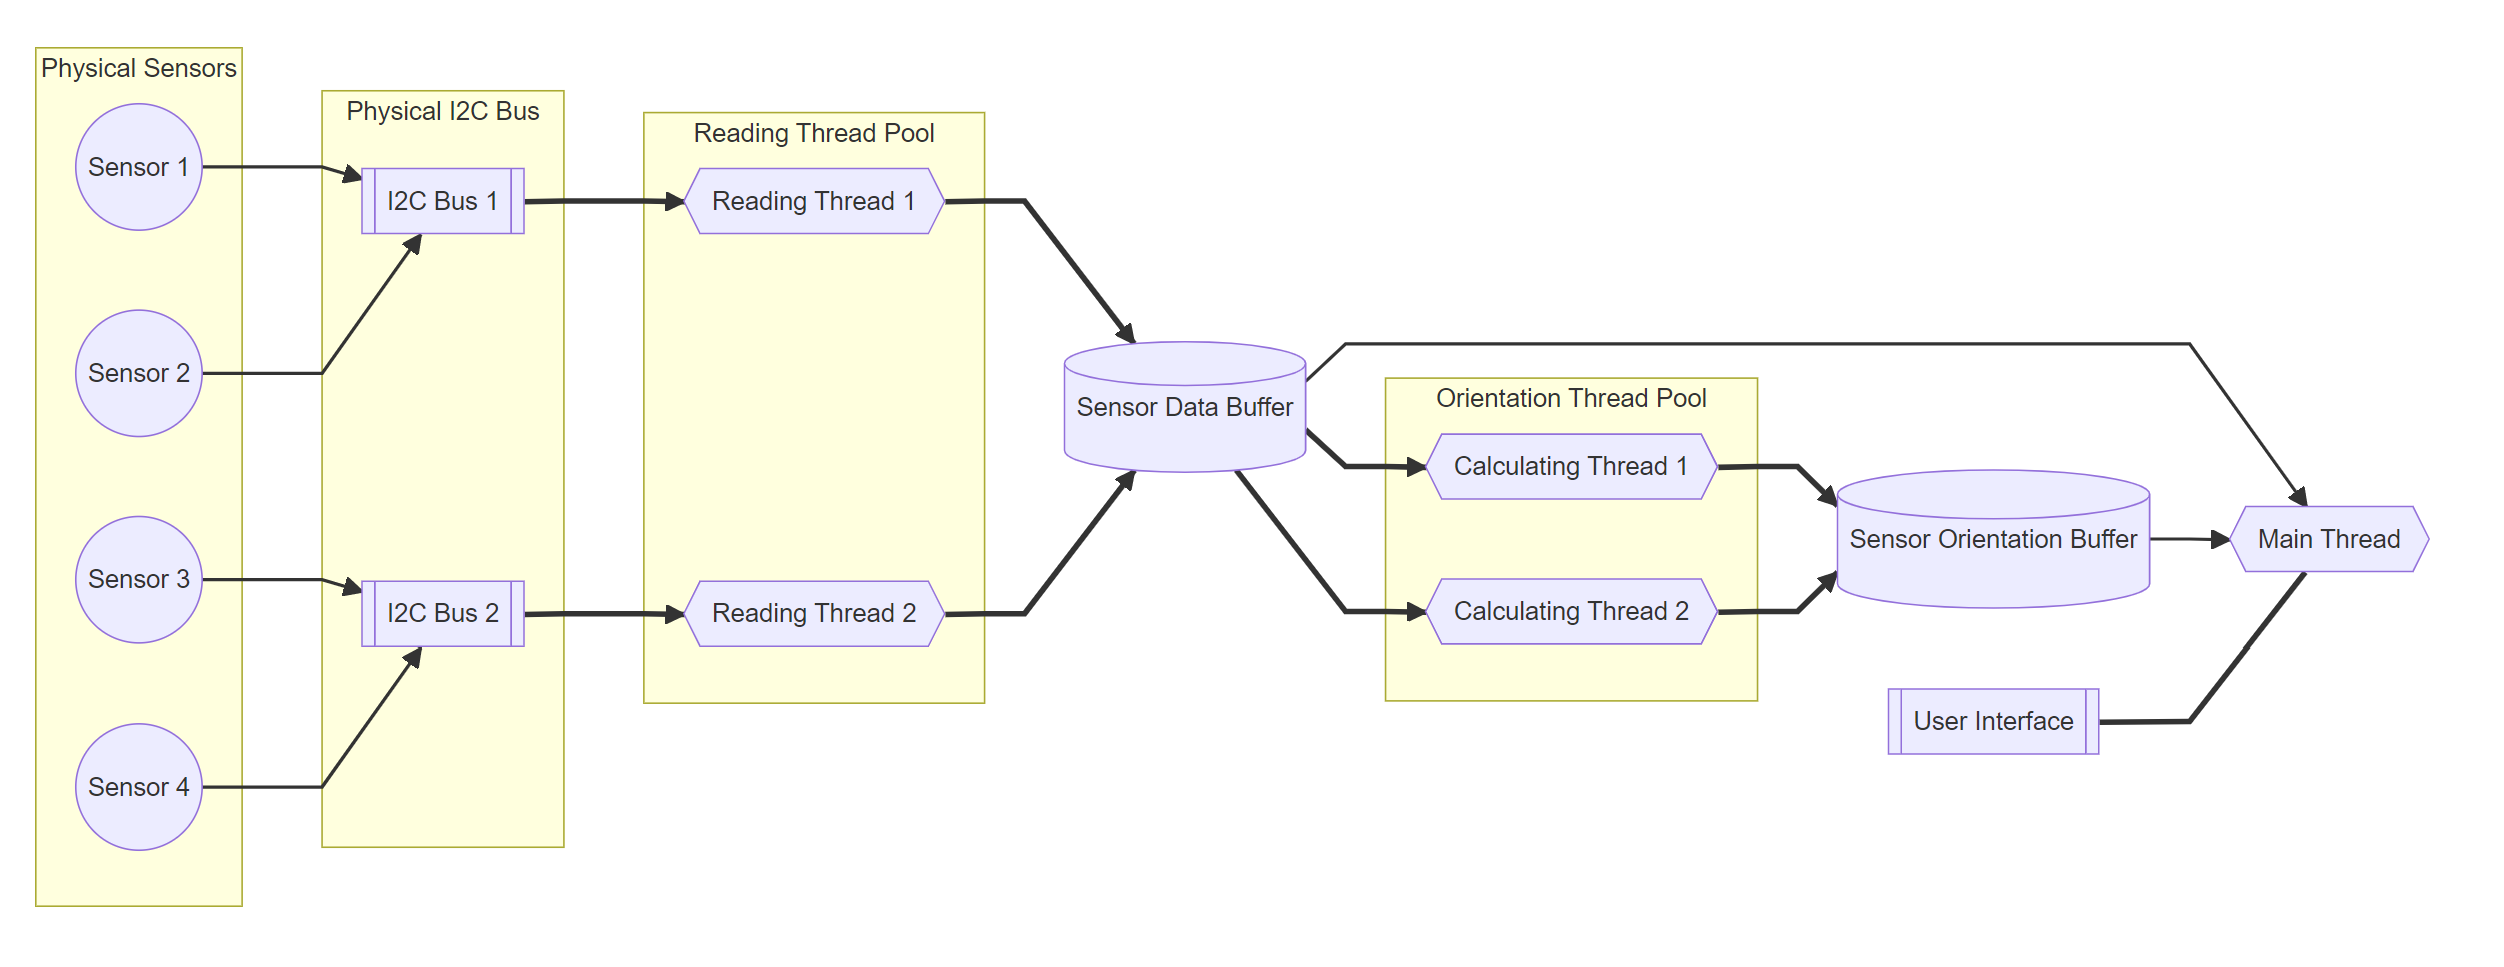 Physical Sensors
Sensor 1
Sensor 2
Sensor 3
Sensor 4
Physical I2C Bus
I2C Bus 1
I2C Bus 2
Reading Thread Pool
Reading Thread 1
Reading Thread 2
Sensor Data Buffer
Orientation Thread Pool
Calculating Thread 1
Calculating Thread 2
Sensor Orientation Buffer
Main Thread
User Interface